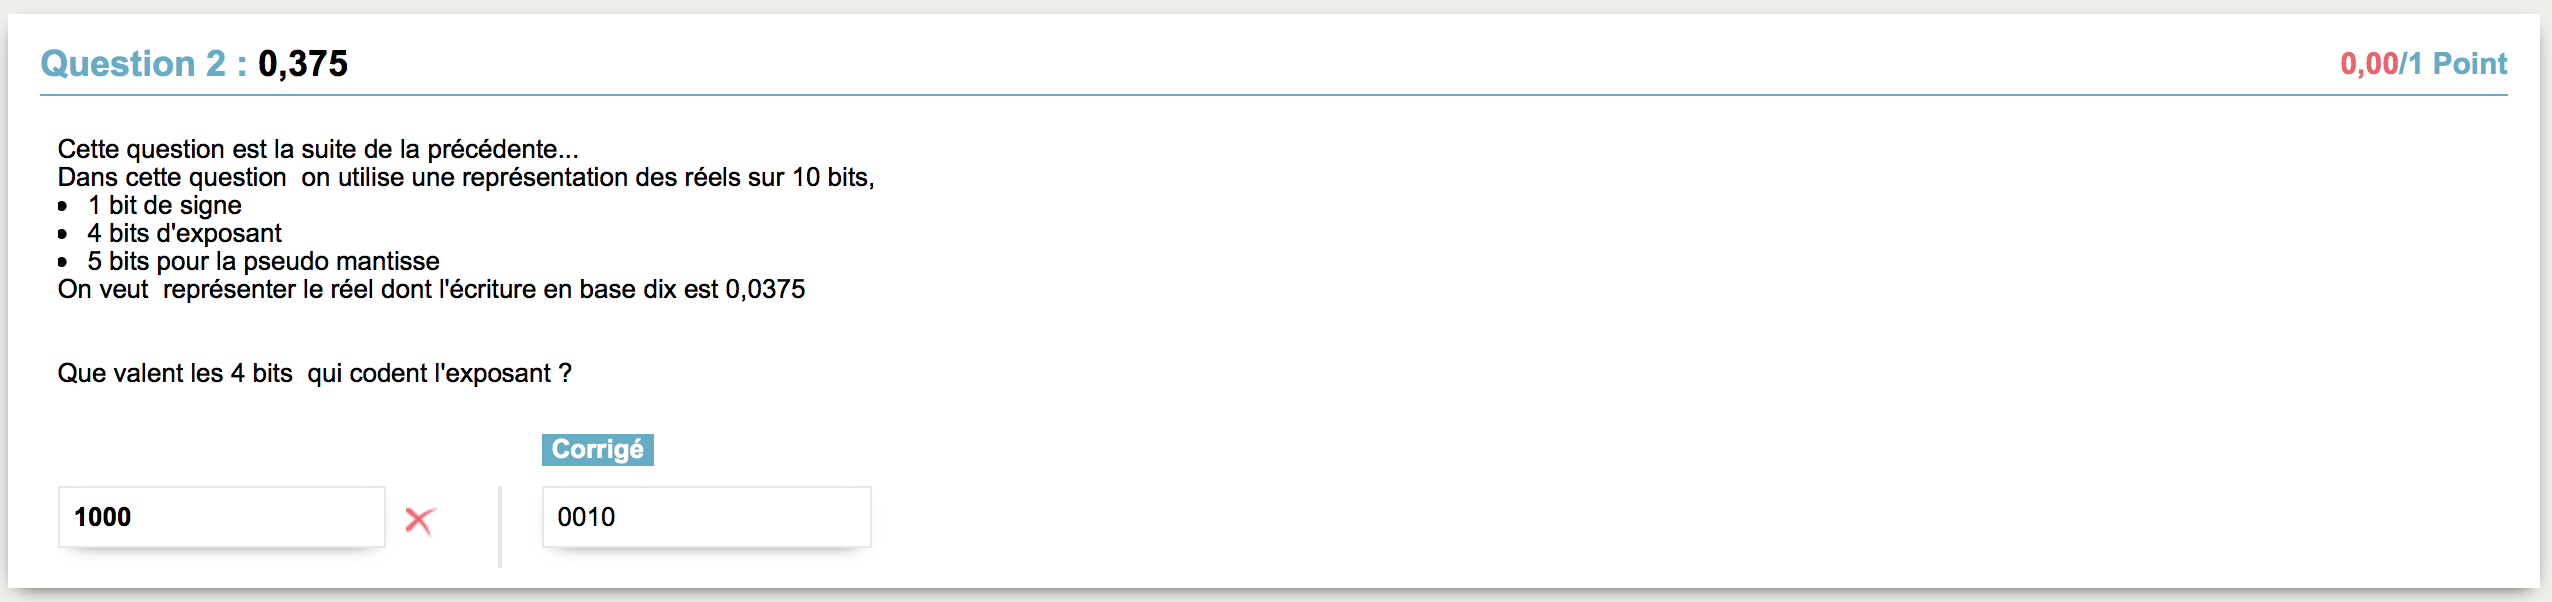 Question 2 : 0,375
0,00/1 Point
Cette question est la suite de la précédente...
Dans cette question on utilise une représentation des réels sur 10 bits,
• 1 bit de signe
• 4 bits d'exposant
• 5 bits pour la pseudo mantisse
On veut représenter le réel dont l'écriture en base dix est 0,0375
Que valent les 4 bits qui codent l'exposant ?
Corrigé
1000
0010